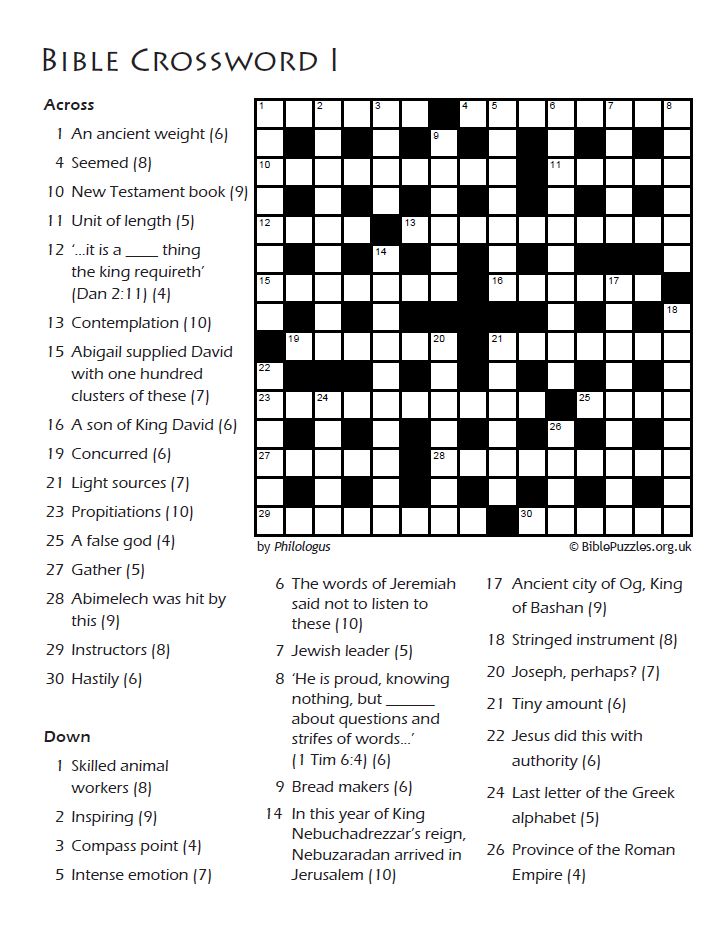 BIBLE CROSSWORD I
Across
1 An ancient weight (6)
4 Seemed (8)
10 New Testament book (9)
11 Unit of length (5)
12 ‘...it is a ____ thing
the king requireth’
(Dan 2:11) (4)
13 Contemplation (10)
15 Abigail supplied David
with one hundred
clusters of these (7)
16 A son of King David (6)
19 Concurred (6)
21 Light sources (7)
23 Propitiations (10)
25 A false god (4)
27 Gather (5)
28 Abimelech was hit by
this (9)
29 Instructors (8)
30 Hastily (6)
Down
1 Skilled animal
workers (8)
2 Inspiring (9)
3 Compass point (4)
5 Intense emotion (7)
1 2 3 4 5 6 7 8
9
10 11
12 13
14
15 16 17
18
19 20 21
22
23 24 25
26
27 28
29 30
by Philologus © BiblePuzzles.org.uk
6 The words of Jeremiah
said not to listen to
these (10)
7 Jewish leader (5)
8 ‘He is proud, knowing
nothing, but ______
about questions and
strifes of words...’
(1 Tim 6:4) (6)
9 Bread makers (6)
14 In this year of King
Nebuchadrezzar’s reign,
Nebuzaradan arrived in
Jerusalem (10)
17 Ancient city of Og, King
of Bashan (9)
18 Stringed instrument (8)
20 Joseph, perhaps? (7)
21 Tiny amount (6)
22 Jesus did this with
authority (6)
24 Last letter of the Greek
alphabet (5)
26 Province of the Roman
Empire (4)